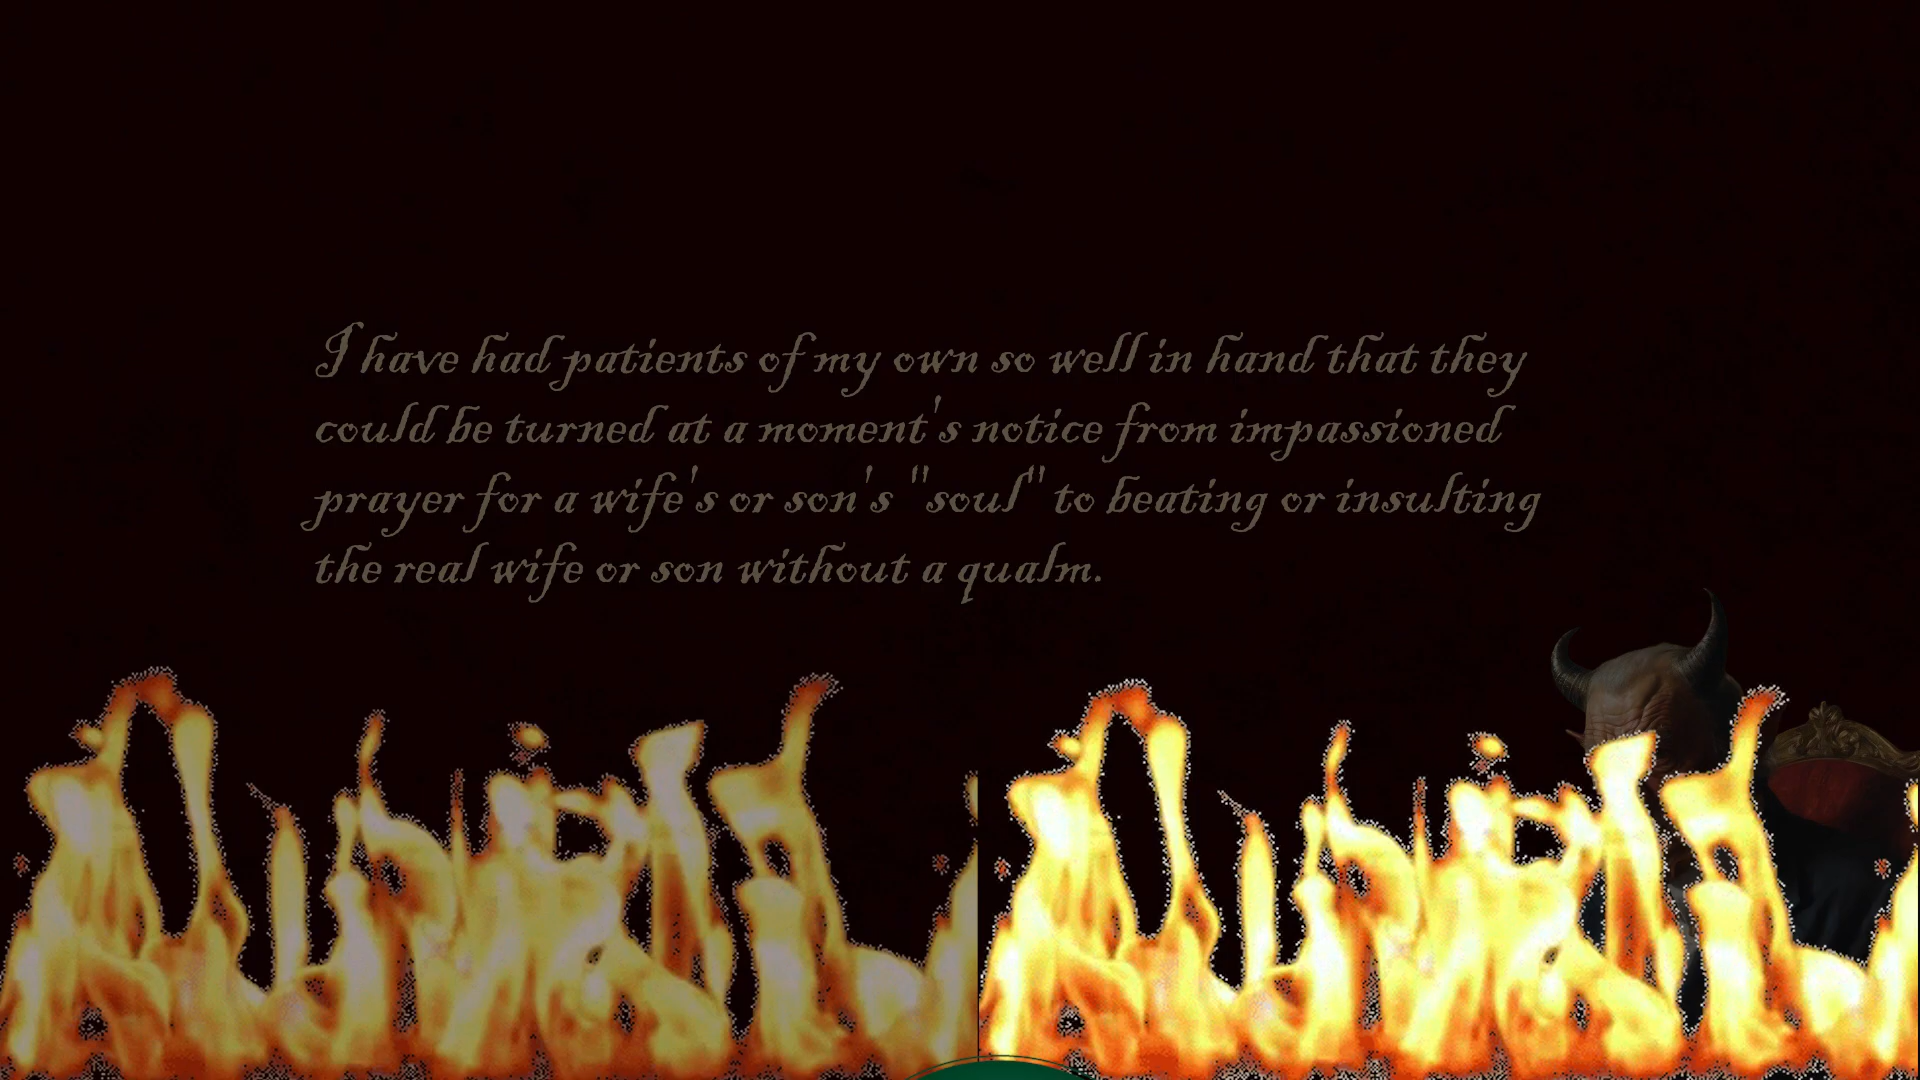 I have had patients of my own so well in hand that they
could be turned at a moment's notice from impassioned
prayer for a wife's or son's "soul" to beating or insulting
the real wife or son without a qualm.